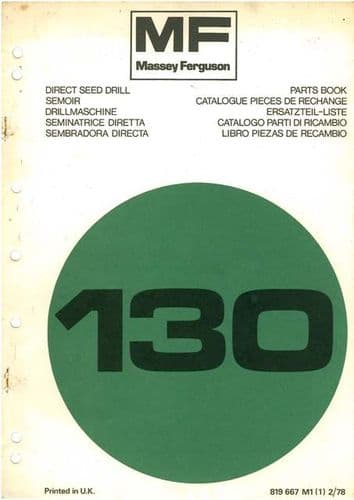 MF
Massey Ferguson
DIRECT SEED DRILL
SEMOIR
DRILLMASCHINE
SEMINATRICE DIRETTA
SEMBRADORA DIRECTA
PARTS BOOK
CATALOGUE PIECES DE RECHANGE
ERSATZTEIL-LISTE
CATALOGO PARTI DI RICAMBIO
LIBRO PIEZAS DE RECAMBIO
130
Printed in U.K.
819 667 M1 (1) 2/78